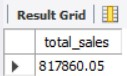 Result Grid
total_sales
817860.05